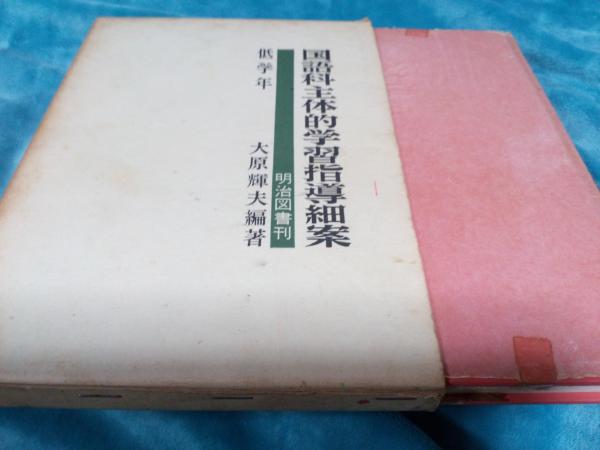 国語科主体的学習指導細案
低学年
大原輝夫編著
明治図書刊